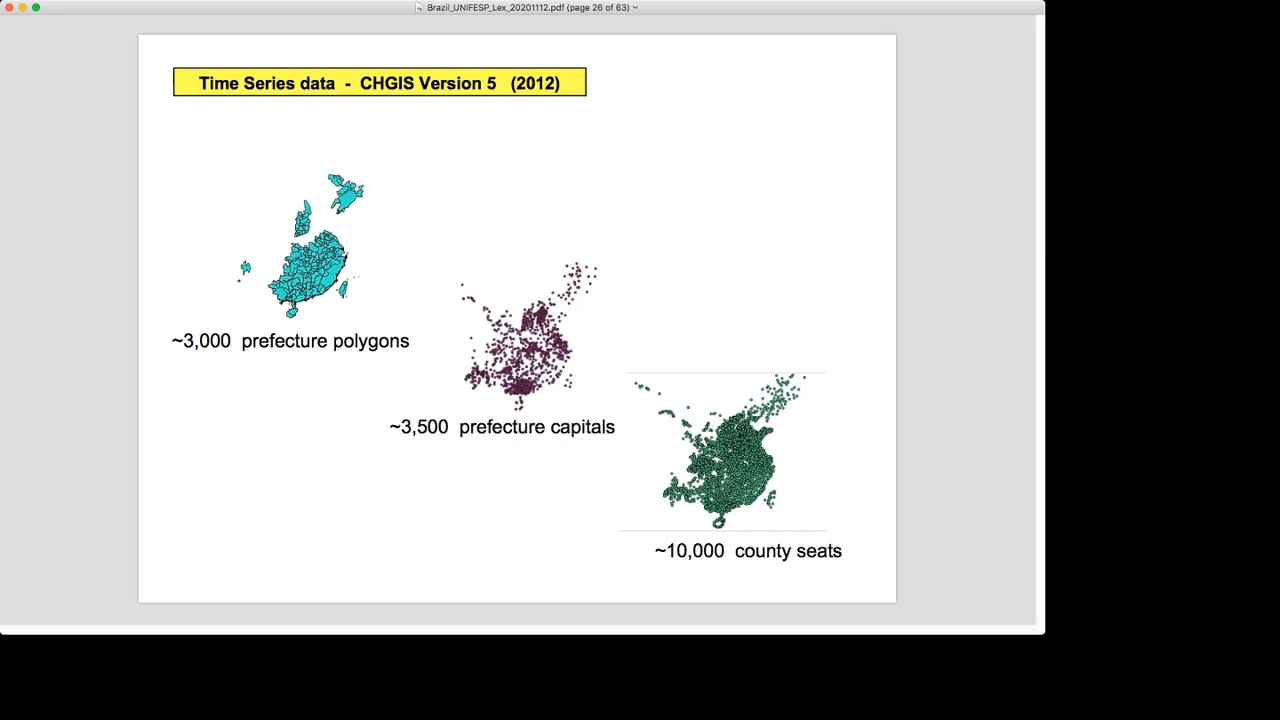 Brazil_UNIFESP_Lex_20201112.pdf (page 26 of 63)
Time Series data - CHGIS Version 5 (2012)
~3,000 prefecture polygons
~3,500 prefecture capitals
~10,000 county seats